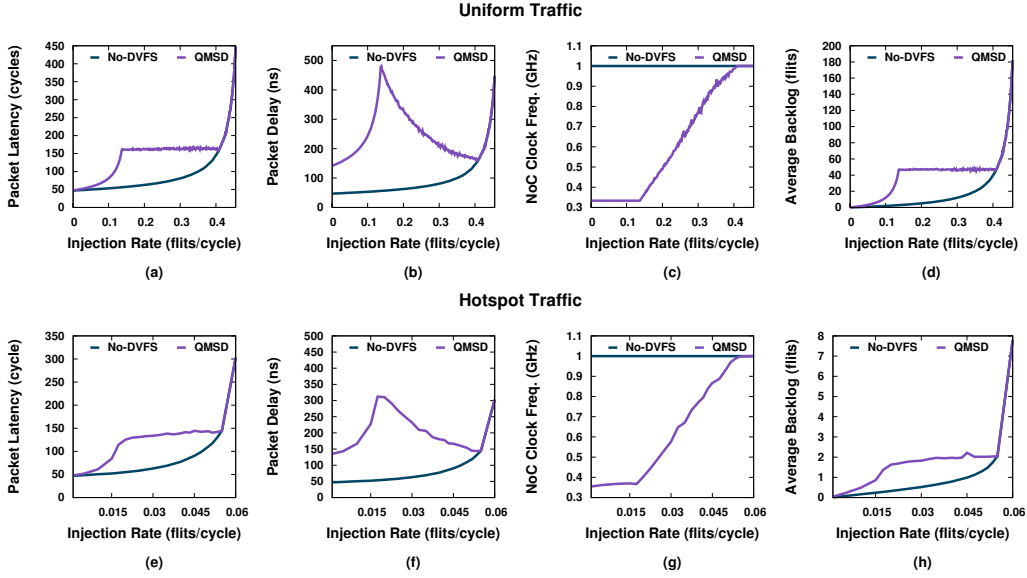 Uniform Traffic
Packet Latency (cycles)
450
400
350
300
250
200
150
100
50
0
No-DVFS
QMSD
0 0.1 0.2 0.3 0.4
Injection Rate (flits/cycle)
(a)
Packet Delay (ns)
500
400
300
200
100
0
No-DVFS
QMSD
0 0.1 0.2 0.3 0.4
Injection Rate (flits/cycle)
(b)
NoC Clock Freq. (GHz)
1.1
1
0.9
0.8
0.7
0.6
0.5
0.4
0.3
No-DVFS
QMSD
0 0.1 0.2 0.3 0.4
Injection Rate (flits/cycle)
(c)
Average Backlog (flits)
200
180
160
140
120
100
80
60
40
20
0
No-DVFS
QMSD
0 0.1 0.2 0.3 0.4
Injection Rate (flits/cycle)
(d)
Hotspot Traffic
Packet Latency (cycle)
350
300
250
200
150
100
50
0
No-DVFS
QMSD
0.015 0.03 0.045 0.06
Injection Rate (flits/cycle)
(e)
Packet Delay (ns)
500
450
400
350
300
250
200
150
100
50
0
No-DVFS
QMSD
0.015 0.03 0.045 0.06
Injection Rate (flits/cycle)
(f)
NoC Clock Freq. (GHz)
1.1
1
0.9
0.8
0.7
0.6
0.5
0.4
0.3
No-DVFS
QMSD
0.015 0.03 0.045 0.06
Injection Rate (flits/cycle)
(g)
Average Backlog (flits)
8
7
6
5
4
3
2
1
0
No-DVFS
QMSD
0.015 0.03 0.045 0.06
Injection Rate (flits/cycle)
(h)